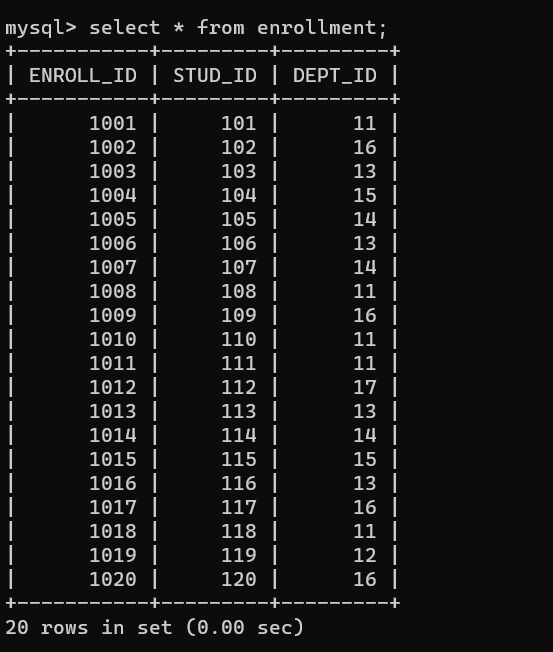 mysql> select * from enrollment;
+-----------+---------+---------+
| ENROLL_ID | STUD_ID | DEPT_ID |
+-----------+---------+---------+
|      1001 |     101 |      11 |
|      1002 |     102 |      16 |
|      1003 |     103 |      13 |
|      1004 |     104 |      15 |
|      1005 |     105 |      14 |
|      1006 |     106 |      13 |
|      1007 |     107 |      14 |
|      1008 |     108 |      11 |
|      1009 |     109 |      16 |
|      1010 |     110 |      11 |
|      1011 |     111 |      11 |
|      1012 |     112 |      17 |
|      1013 |     113 |      13 |
|      1014 |     114 |      14 |
|      1015 |     115 |      15 |
|      1016 |     116 |      13 |
|      1017 |     117 |      16 |
|      1018 |     118 |      11 |
|      1019 |     119 |      12 |
|      1020 |     120 |      16 |
+-----------+---------+---------+
20 rows in set (0.00 sec)